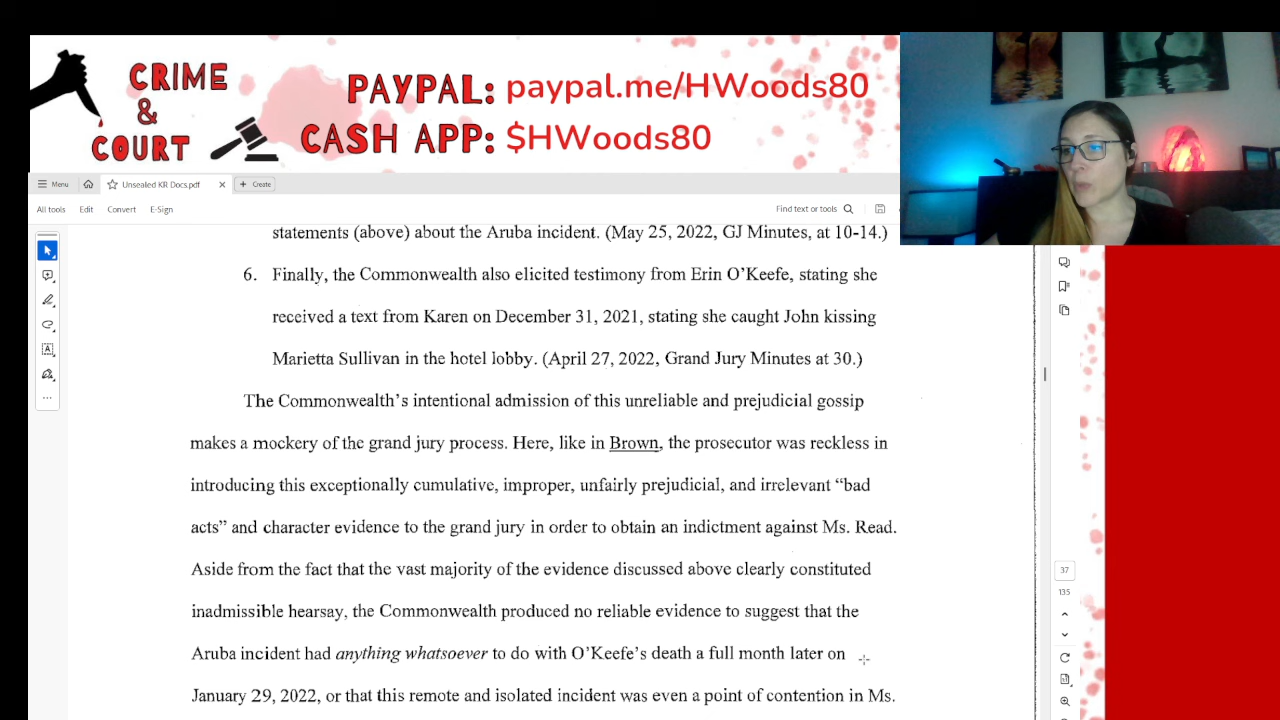 CRIME
&
COURT
PAYPAL: paypal.me/HWoods80
CASH APP: $HWoods80
Menu
Unsealed KR Docs.pdf
Create
All tools
Edit
Convert
E-Sign
Find text or tools
statements (above) about the Aruba incident. (May 25, 2022, GJ Minutes, at 10-14.)
6. Finally, the Commonwealth also elicited testimony from Erin O'Keefe, stating she
received a text from Karen on December 31, 2021, stating she caught John kissing
Marietta Sullivan in the hotel lobby. (April 27, 2022, Grand Jury Minutes at 30.)
The Commonwealth's intentional admission of this unreliable and prejudicial gossip
makes a mockery of the grand jury process. Here, like in Brown, the prosecutor was reckless in
introducing this exceptionally cumulative, improper, unfairly prejudicial, and irrelevant "bad
acts" and character evidence to the grand jury in order to obtain an indictment against Ms. Read.
Aside from the fact that the vast majority of the evidence discussed above clearly constituted
inadmissible hearsay, the Commonwealth produced no reliable evidence to suggest that the
Aruba incident had anything whatsoever to do with O'Keefe's death a full month later on
January 29, 2022, or that this remote and isolated incident was even a point of contention in Ms.
37
135